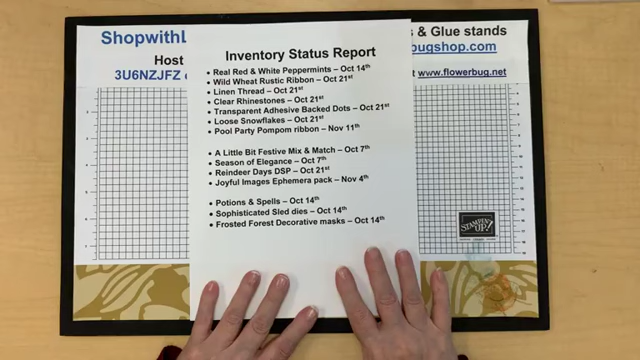 ShopwithL
Host
3U6NZJFZ
s & Glue stands
bugshop.com
www.flowerbug.net
Inventory Status Report
• Real Red & White Peppermints – Oct 14th
• Wild Wheat Rustic Ribbon – Oct 21st
• Linen Thread – Oct 21st
• Clear Rhinestones – Oct 21st
• Transparent Adhesive Backed Dots – Oct 21st
• Loose Snowflakes – Oct 21st
• Pool Party Pompom ribbon – Nov 11th
• A Little Bit Festive Mix & Match – Oct 7th
• Season of Elegance – Oct 7th
• Reindeer Days DSP – Oct 21st
• Joyful Images Ephemera pack – Nov 4th
• Potions & Spells – Oct 14th
• Sophisticated Sled dies – Oct 14th
• Frosted Forest Decorative masks – Oct 14th
STAMPIN' UP!